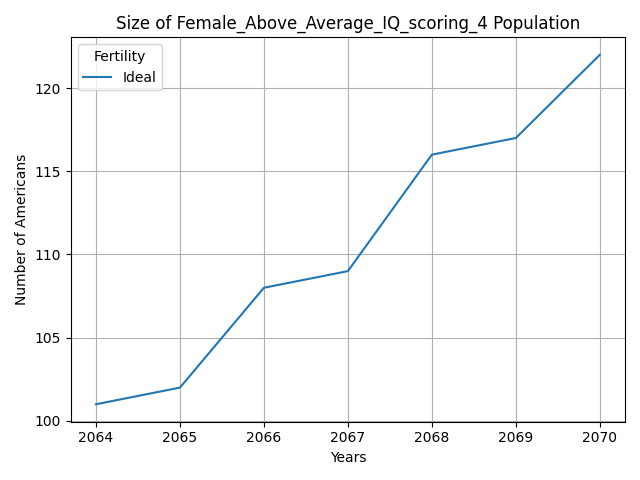 Size of Female_Above_Average_IQ_scoring_4 Population
Fertility
Ideal
Number of Americans
120
115
110
105
100
2064 2065 2066 2067 2068 2069 2070
Years